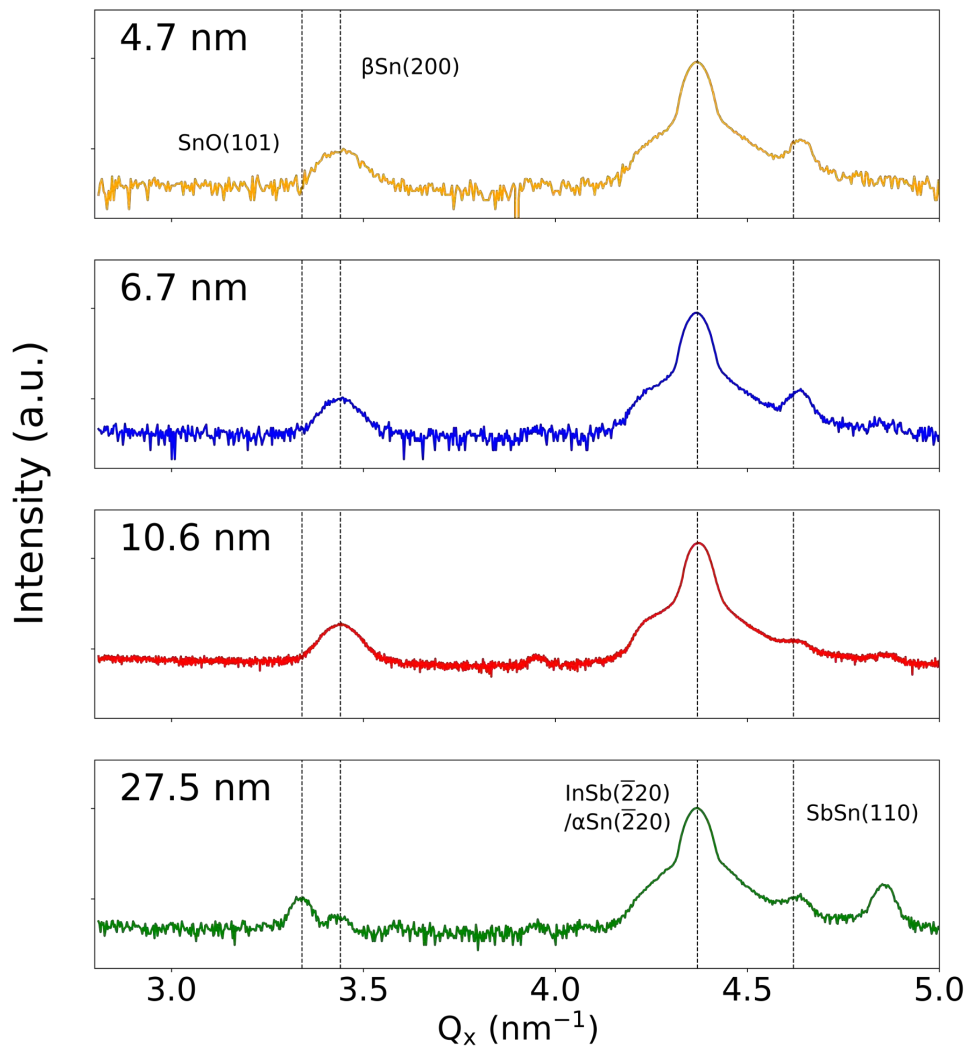 4.7 nm
βSn(200)
SnO(101)
6.7 nm
10.6 nm
27.5 nm
InSb(2̅20)
/αSn(2̅20)
SbSn(110)
Intensity (a.u.)
3.0 3.5 4.0 4.5 5.0
Qₓ (nm⁻¹)